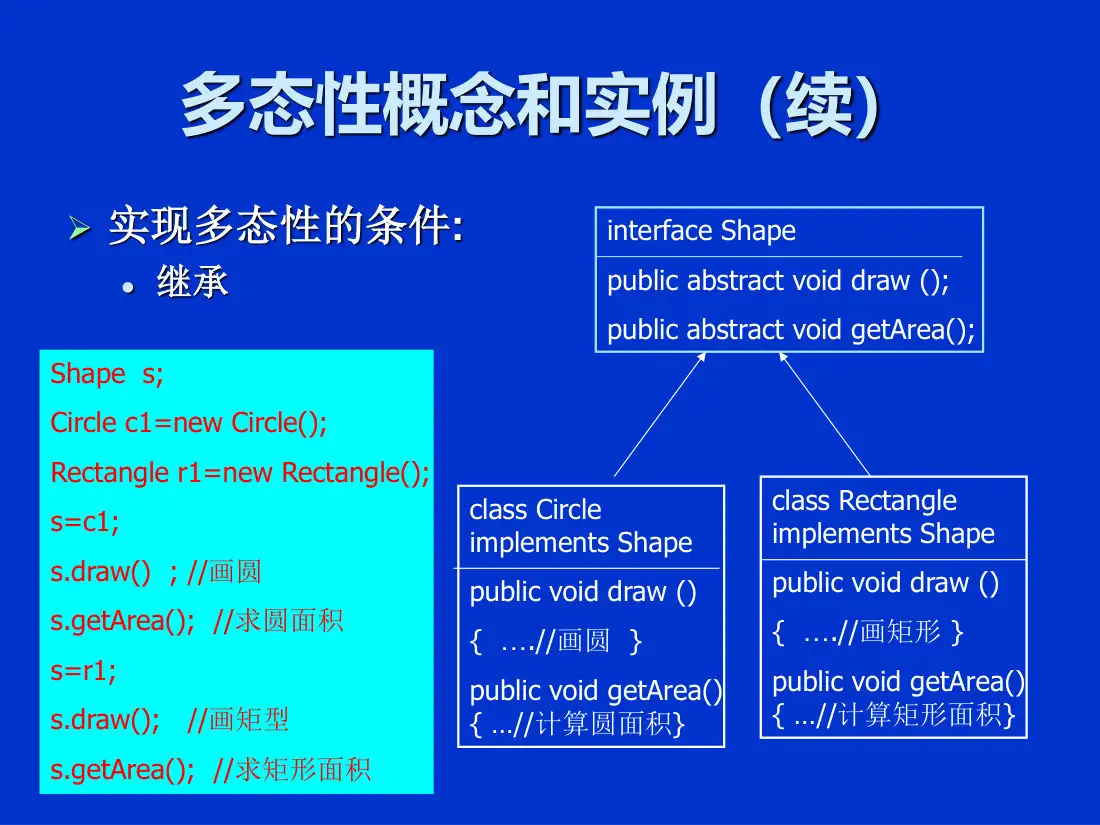 多态性概念和实例（续）
实现多态性的条件:
继承
Shape  s;
Circle c1=new Circle();
Rectangle r1=new Rectangle();
s=c1;
s.draw()  ; //画圆
s.getArea();  //求圆面积
s=r1;
s.draw();   //画矩型
s.getArea();  //求矩形面积
interface Shape
public abstract void draw ();
public abstract void getArea();
class Circle
implements Shape
public void draw ()
{  ….//画圆  }
public void getArea()
{ …//计算圆面积}
class Rectangle
implements Shape
public void draw ()
{  ….//画矩形 }
public void getArea()
{ …//计算矩形面积}